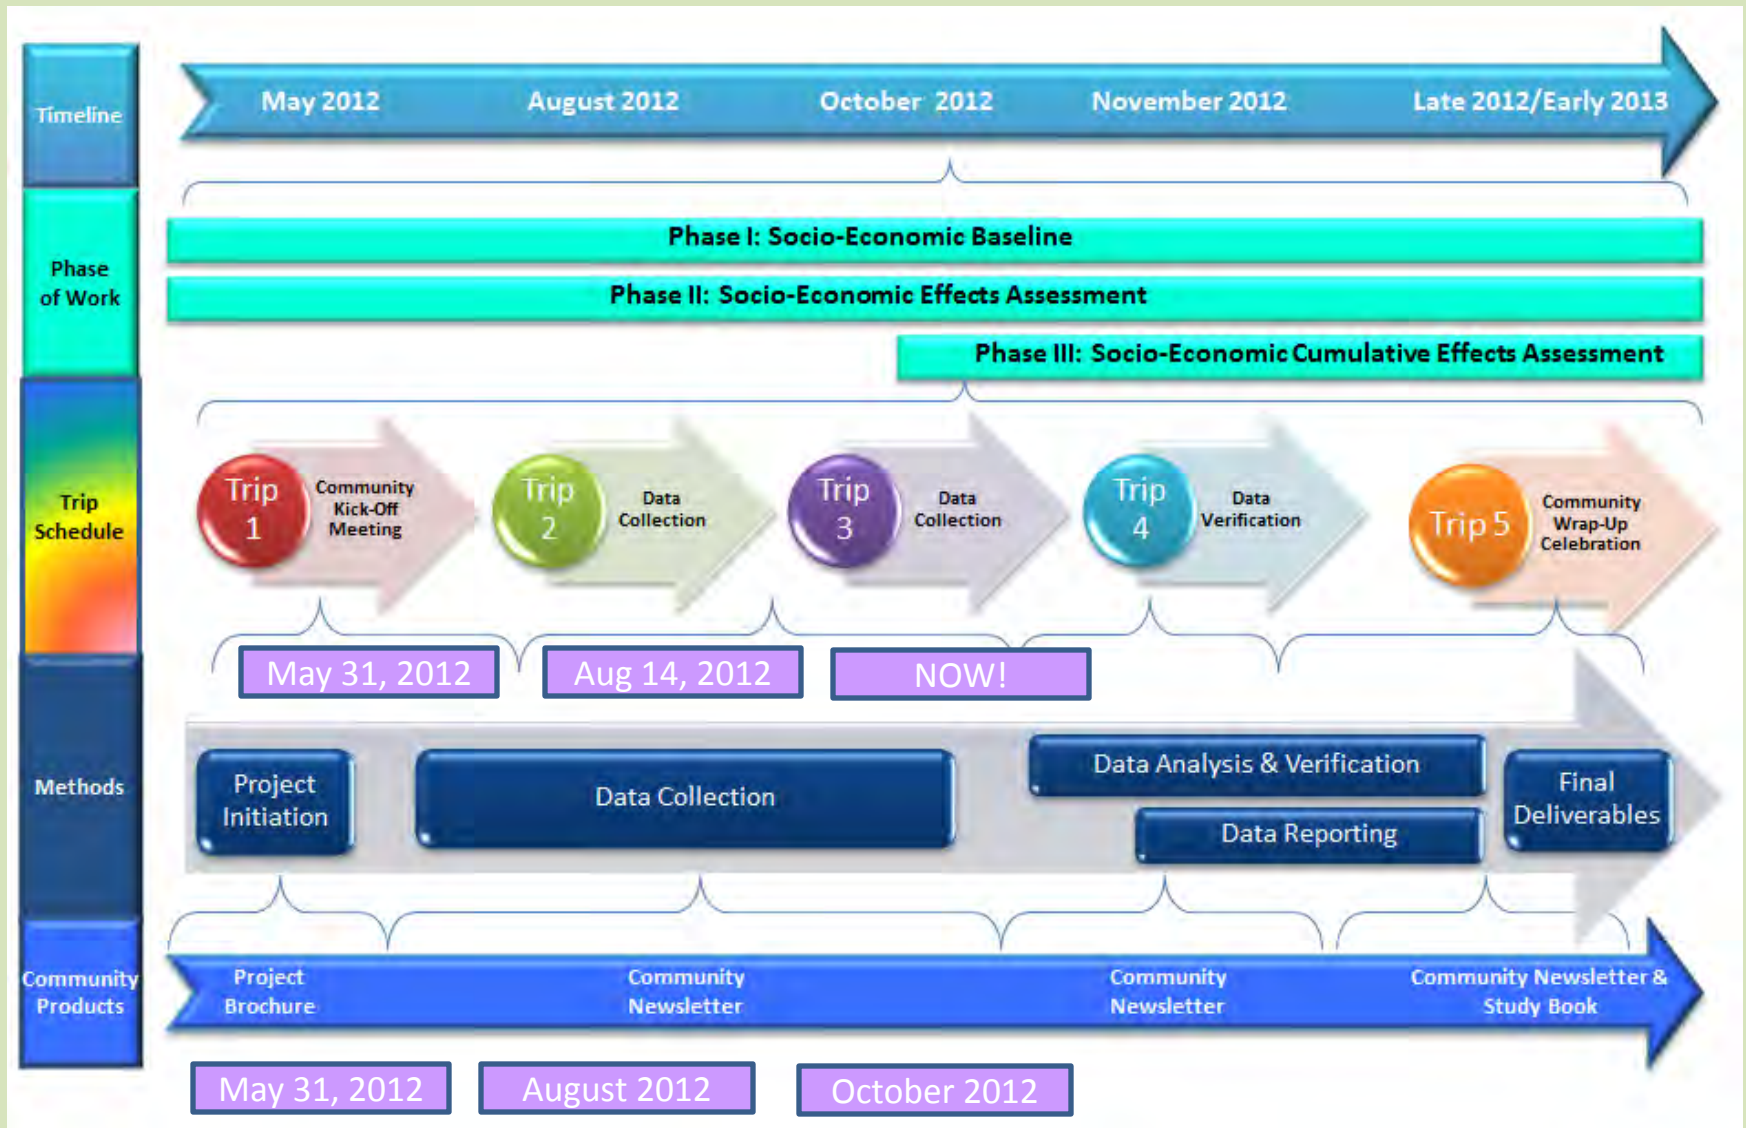 Timeline
May 2012
August 2012
October 2012
November 2012
Late 2012/Early 2013
Phase
of Work
Phase I: Socio-Economic Baseline
Phase II: Socio-Economic Effects Assessment
Phase III: Socio-Economic Cumulative Effects Assessment
Trip
Schedule
Trip
1
Community
Kick-Off
Meeting
Trip
2
Data
Collection
Trip
3
Data
Collection
Trip
4
Data
Verification
Trip 5
Community
Wrap-Up
Celebration
May 31, 2012
Aug 14, 2012
NOW!
Methods
Project
Initiation
Data Collection
Data Analysis & Verification
Data Reporting
Final
Deliverables
Community
Products
Project
Brochure
Community
Newsletter
Community
Newsletter
Community Newsletter &
Study Book
May 31, 2012
August 2012
October 2012